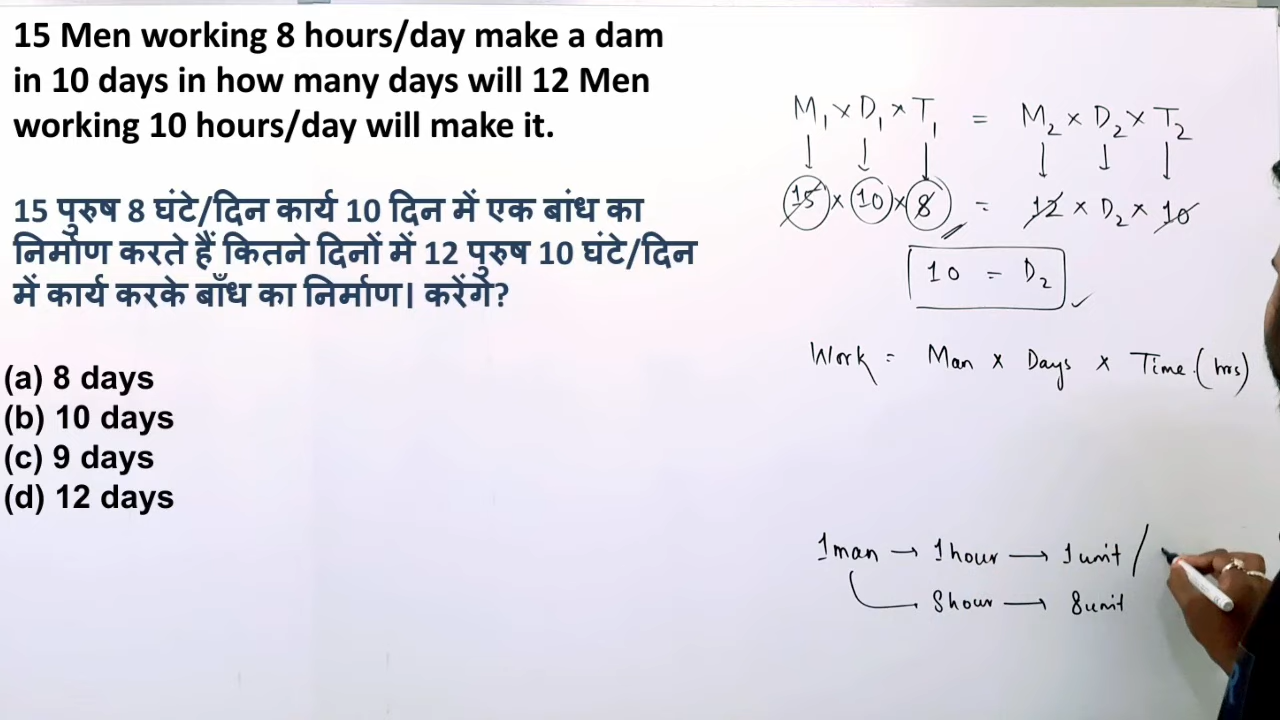 15 Men working 8 hours/day make a dam
in 10 days in how many days will 12 Men
working 10 hours/day will make it.
15 पुरुष 8 घंटे/दिन कार्य 10 दिन में एक बांध का
निर्माण करते हैं कितने दिनों में 12 पुरुष 10 घंटे/दिन
में कार्य करके बाँध का निर्माण। करेंगे?
(a) 8 days
(b) 10 days
(c) 9 days
(d) 12 days
M₁ × D₁ × T₁ = M₂ × D₂ × T₂
15 × 10 × 8 = 12 × D₂ × 10
10 = D₂
Work = Man × Days × Time. (hrs)
1 man → 1 hour → 1 unit /
8 hour → 8 unit